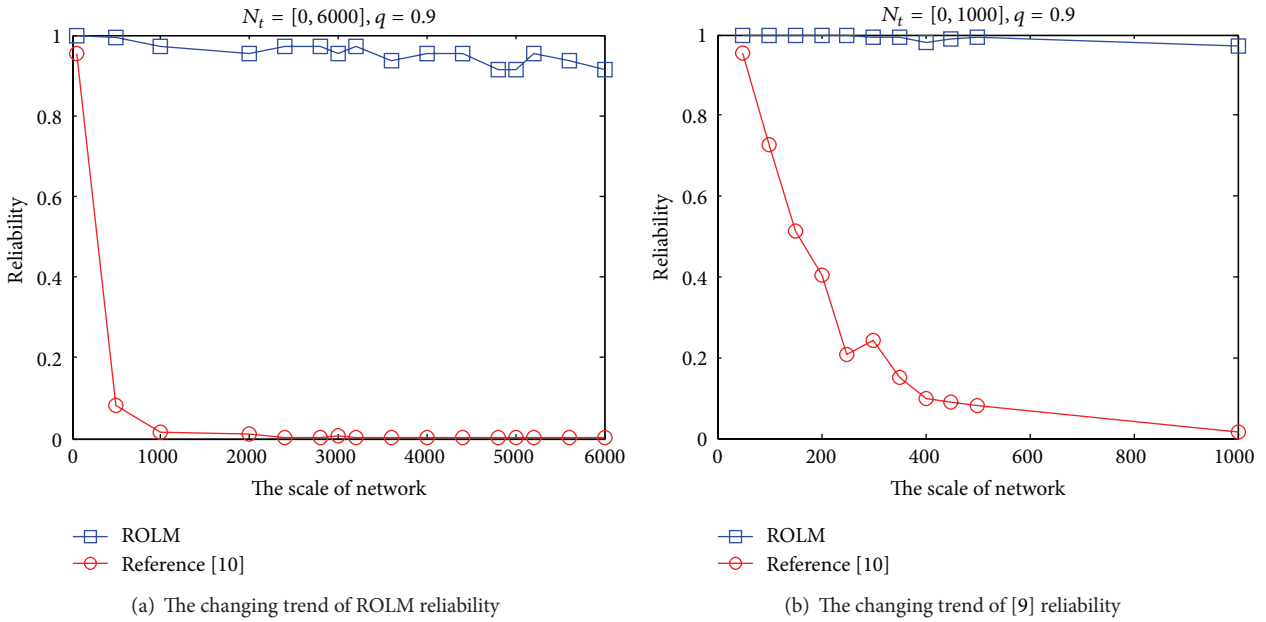 N_t = [0, 6000], q = 0.9
1
0.8
0.6
0.4
0.2
0
Reliability
0 1000 2000 3000 4000 5000 6000
The scale of network
ROLM
Reference [10]
(a) The changing trend of ROLM reliability
N_t = [0, 1000], q = 0.9
1
0.8
0.6
0.4
0.2
0
Reliability
0 200 400 600 800 1000
The scale of network
ROLM
Reference [10]
(b) The changing trend of [9] reliability